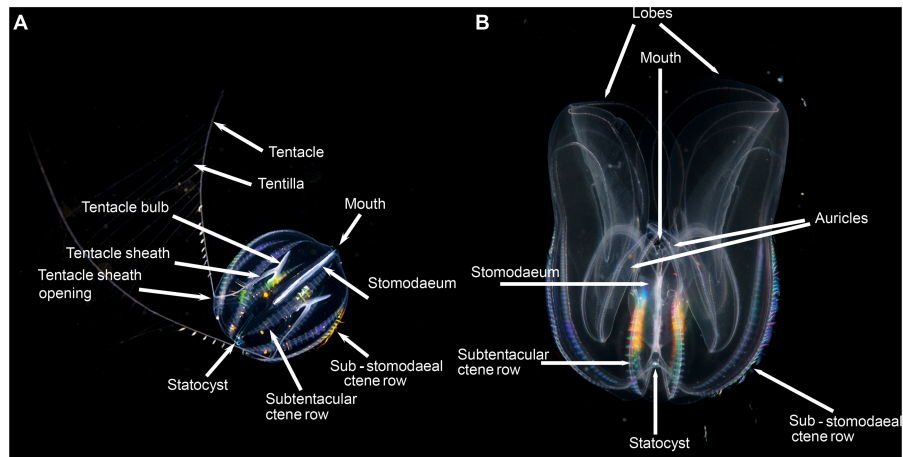 A
Tentacle
Tentilla
Tentacle bulb
Mouth
Tentacle sheath
Tentacle sheath
opening
Stomodaeum
Sub-stomodaeal
ctene row
Statocyst
Subtentacular
ctene row
B
Lobes
Mouth
Auricles
Stomodaeum
Subtentacular
ctene row
Sub-stomodaeal
ctene row
Statocyst